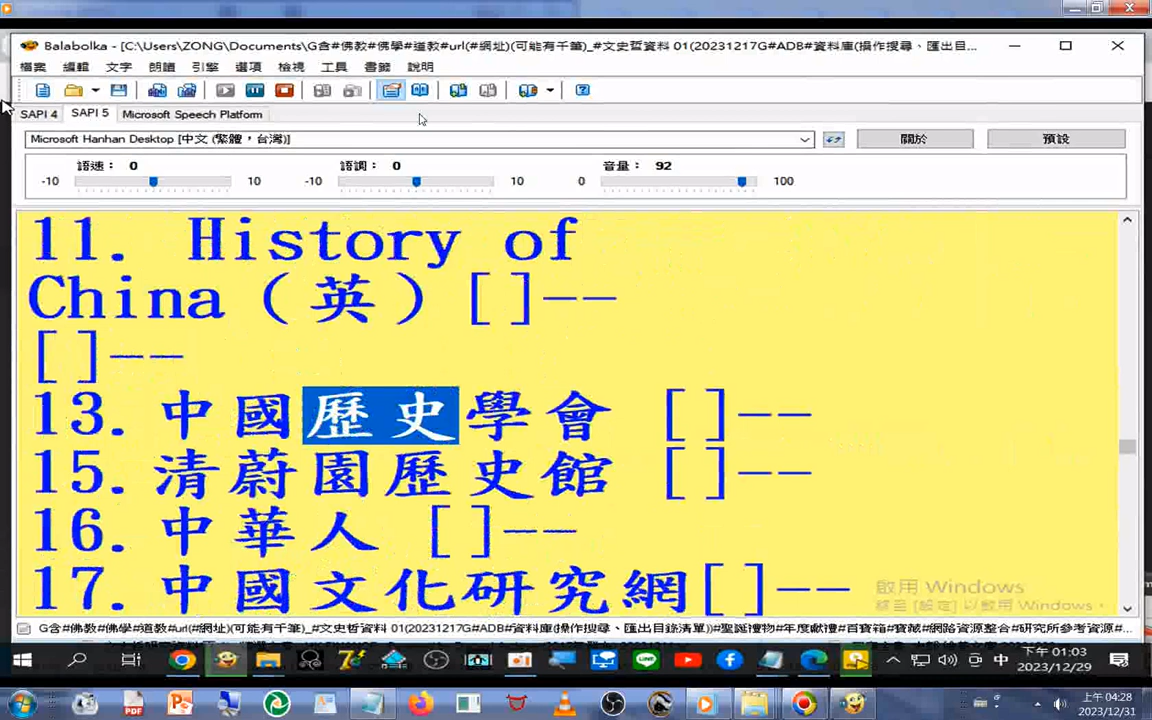 Balabolka - [C:\Users\ZONG\Documents\G含#佛教#佛學#道教#url(#網址)(可能有千筆)_#文史哲資料 01(20231217G#ADB#資料庫(操作搜尋、匯出目...
檔案 編輯 文字 朗讀 引擎 選項 檢視 工具 書籤 說明
SAPI 4 SAPI 5 Microsoft Speech Platform
Microsoft Hanhan Desktop [中文 (繁體，台灣)] 關於 預設
語速： 0 語調： 0 音量： 92
-10 10 -10 10 0 100
11. History of
China（英）[]--
[]--
13. 中國歷史學會 []--
15. 清蔚園歷史館 []--
16. 中華人 []--
17. 中國文化研究網[]--
啟用 Windows
移至 [設定] 以啟用 Windows。
G含#佛教#佛學#道教#url(#網址)(可能有千筆)_#文史哲資料 01(20231217G#ADB#資料庫(操作搜尋、匯出目錄清單))#聖誕禮物#年度獻禮#百寶箱#寶藏#網路資源整合#研究所參考資源#...
中 下午 01:03
2023/12/29
上午 04:28
2023/12/31